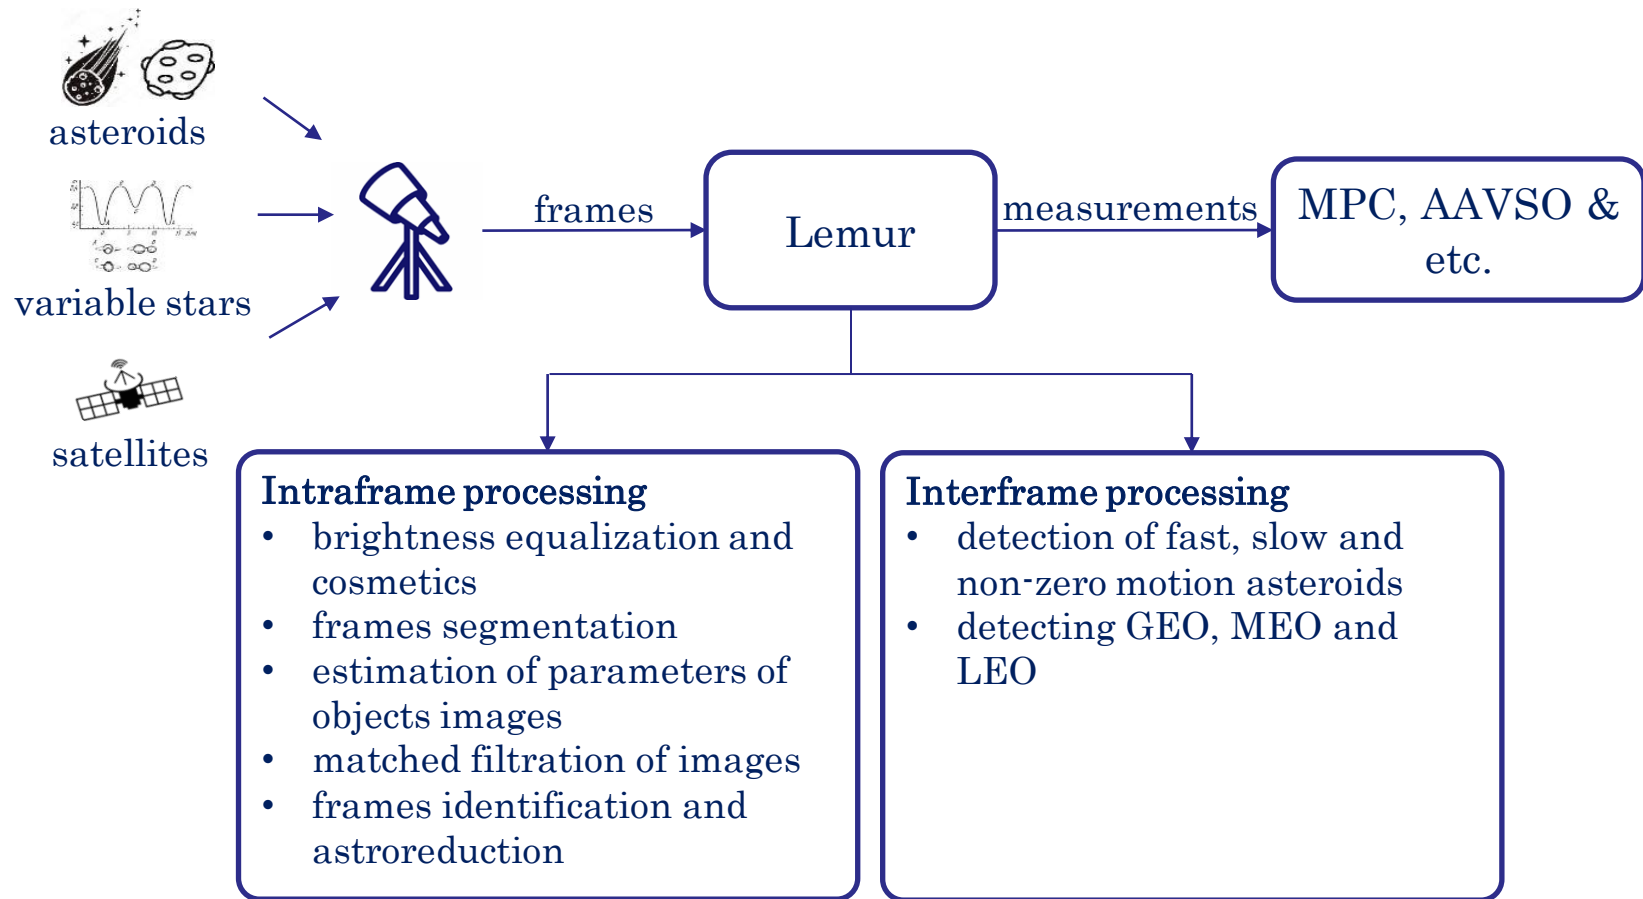 asteroids
variable stars
satellites
frames
Lemur
measurements
MPC, AAVSO &
etc.
Intraframe processing
• brightness equalization and
cosmetics
• frames segmentation
• estimation of parameters of
objects images
• matched filtration of images
• frames identification and
astroreduction
Interframe processing
• detection of fast, slow and
non-zero motion asteroids
• detecting GEO, MEO and
LEO